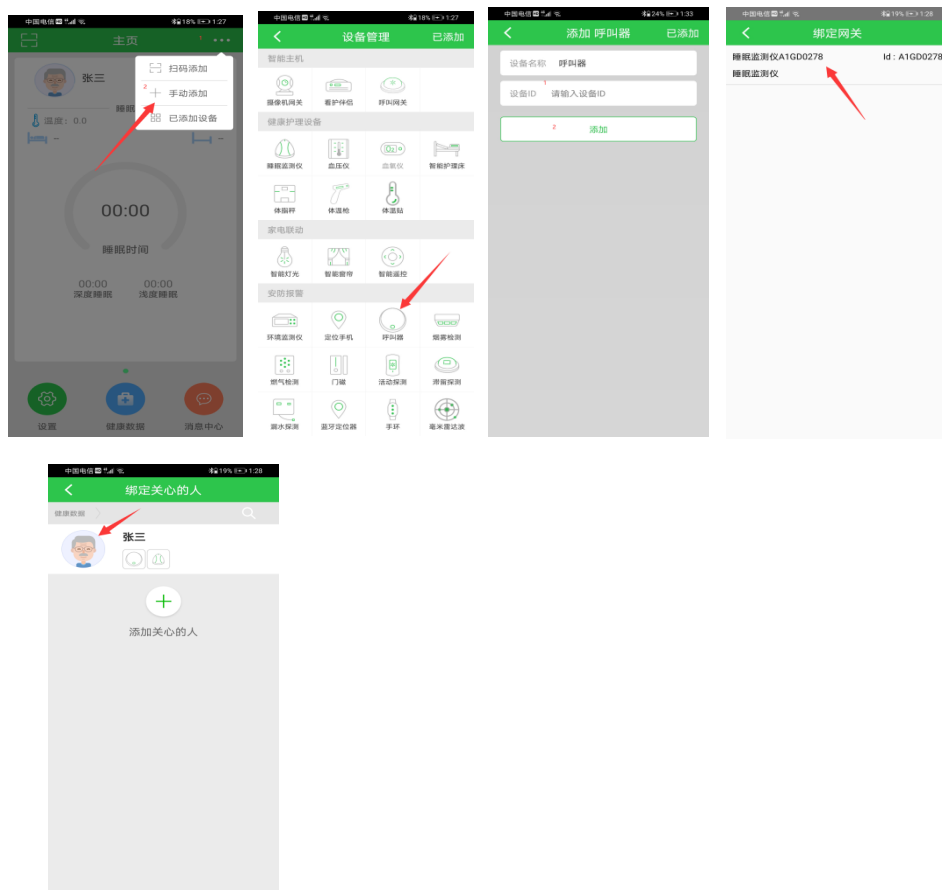 中国电信 18% 1:27
主页 1
张三
扫码添加
2 手动添加
睡眠
已添加设备
温度：0.0
00:00
睡眠时间
00:00 00:00
深度睡眠 浅度睡眠
设置 健康数据 消息中心
中国电信 18% 1:27
设备管理 已添加
智能主机
摄像机网关 看护伴侣 呼叫网关
健康护理设备
睡眠监测仪 血压仪 血氧仪 智能护理床
体脂秤 体温枪 体温贴
家电联动
智能灯光 智能窗帘 智能遥控
安防报警
环境监测仪 定位手机 呼叫器 烟雾检测
燃气检测 门磁 活动探测 滞留探测
漏水探测 蓝牙定位器 手环 毫米雷达波
中国电信 24% 1:33
添加 呼叫器 已添加
设备名称 呼叫器
1
设备ID 请输入设备ID
2 添加
中国电信 19% 1:28
绑定网关
睡眠监测仪A1GD0278 Id : A1GD0278
睡眠监测仪
中国电信 19% 1:28
绑定关心的人
健康数据
张三
添加关心的人